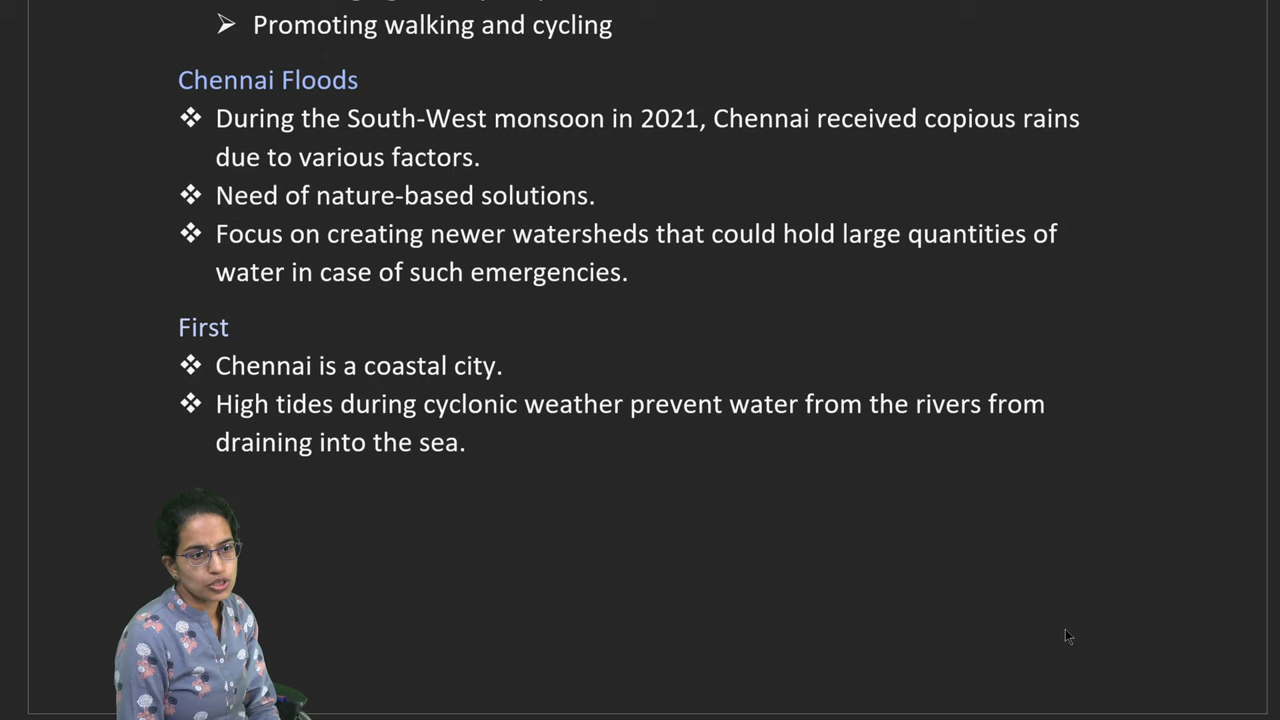 Promoting walking and cycling
Chennai Floods
During the South-West monsoon in 2021, Chennai received copious rains
due to various factors.
Need of nature-based solutions.
Focus on creating newer watersheds that could hold large quantities of
water in case of such emergencies.
First
Chennai is a coastal city.
High tides during cyclonic weather prevent water from the rivers from
draining into the sea.